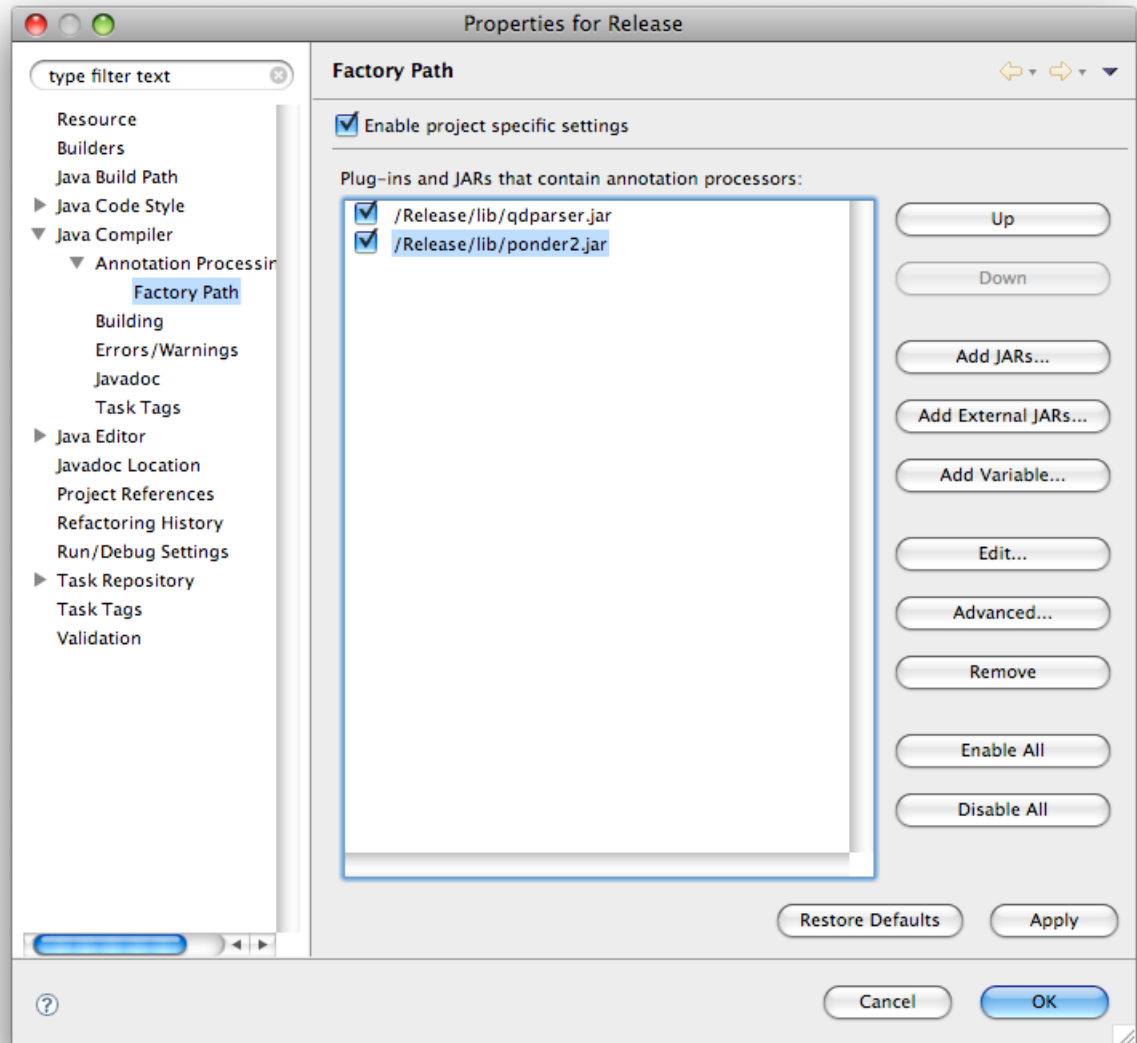 Properties for Release
type filter text
Resource
Builders
Java Build Path
Java Code Style
Java Compiler
Annotation Processin
Factory Path
Building
Errors/Warnings
Javadoc
Task Tags
Java Editor
Javadoc Location
Project References
Refactoring History
Run/Debug Settings
Task Repository
Task Tags
Validation
Factory Path
Enable project specific settings
Plug-ins and JARs that contain annotation processors:
/Release/lib/qdparser.jar
/Release/lib/ponder2.jar
Up
Down
Add JARs...
Add External JARs...
Add Variable...
Edit...
Advanced...
Remove
Enable All
Disable All
Restore Defaults
Apply
?
Cancel
OK